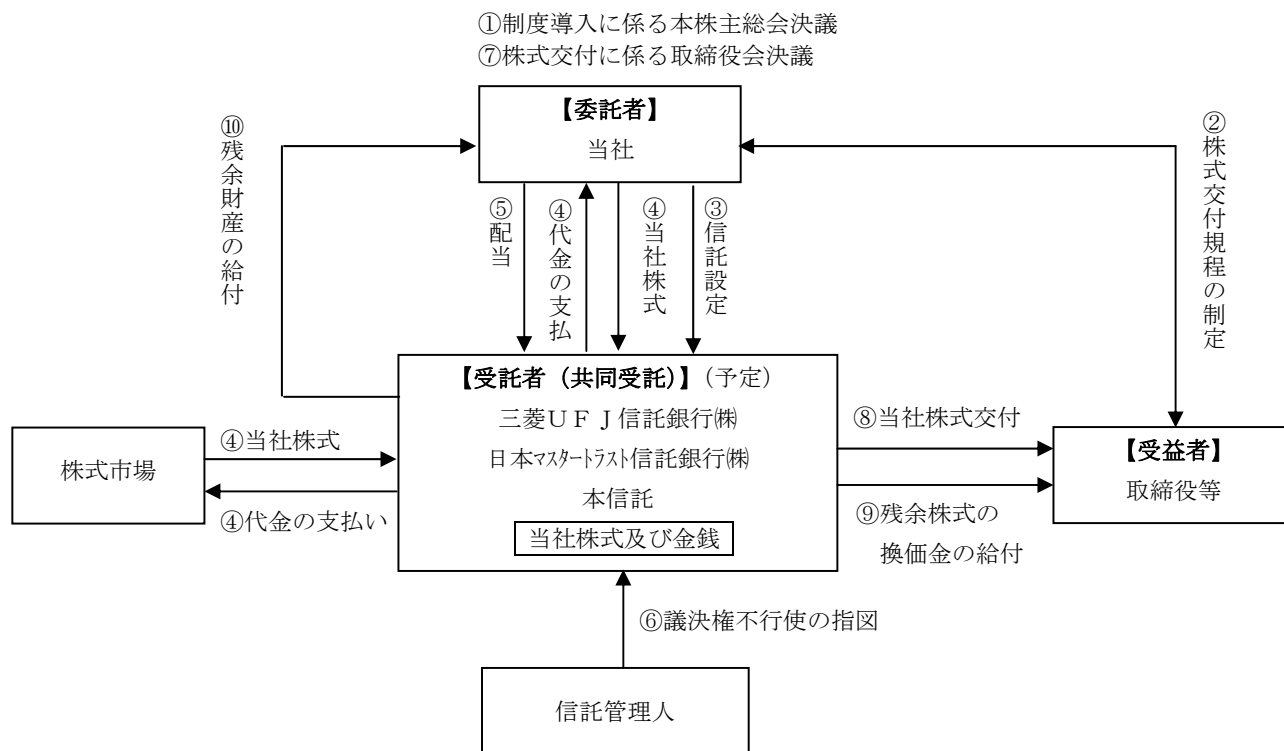 ①制度導入に係る本株主総会決議
⑦株式交付に係る取締役会決議
【委託者】
当社
⑩残余財産の給付
②株式交付規程の制定
⑤配当
④代金の支払
④当社株式
③信託設定
【受託者（共同受託）】（予定）
三菱ＵＦＪ信託銀行㈱
日本ﾏｽﾀｰﾄﾗｽﾄ信託銀行㈱
本信託
当社株式及び金銭
株式市場
④当社株式
④代金の支払い
⑧当社株式交付
⑨残余株式の
換価金の給付
【受益者】
取締役等
⑥議決権不行使の指図
信託管理人